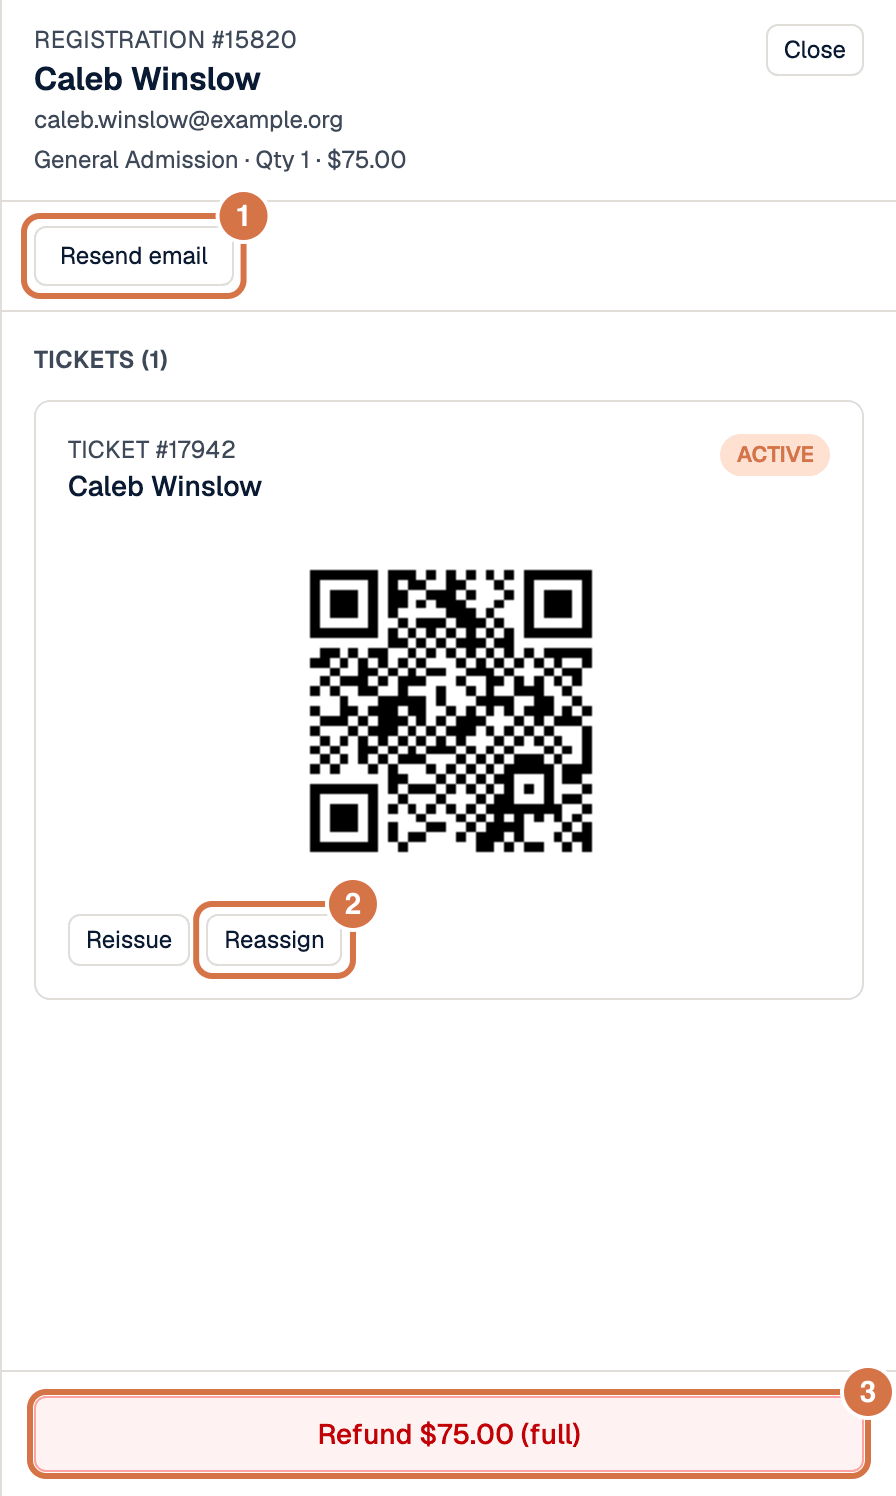 REGISTRATION #15820
Close
Caleb Winslow
caleb.winslow@example.org
General Admission · Qty 1 · $75.00
1
Resend email
TICKETS (1)
TICKET #17942
ACTIVE
Caleb Winslow
2
Reissue
Reassign
3
Refund $75.00 (full)